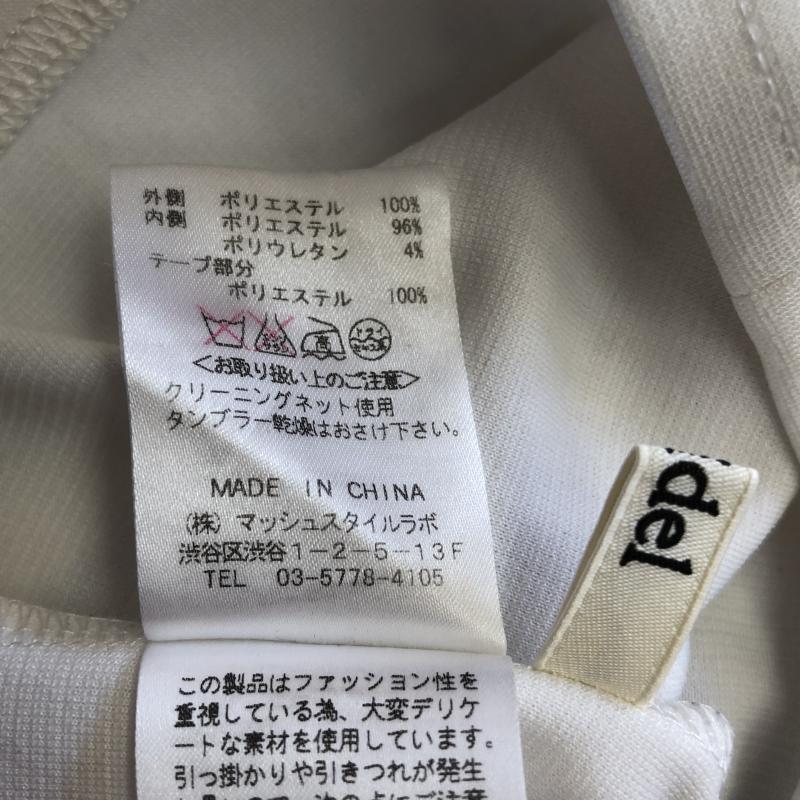 外側 ポリエステル 100%
内側 ポリエステル 96%
ポリウレタン 4%
テープ部分
ポリエステル 100%
高 ドライ
<お取り扱い上のご注意>
クリーニングネット使用
タンブラー乾燥はおさけ下さい。
MADE IN CHINA
(株) マッシュスタイルラボ
渋谷区渋谷1-2-5-13F
TEL 03-5778-4105
この製品はファッション性を
重視している為、大変デリケ
ートな素材を使用しています。
引っ掛かりや引きつれが発生
del